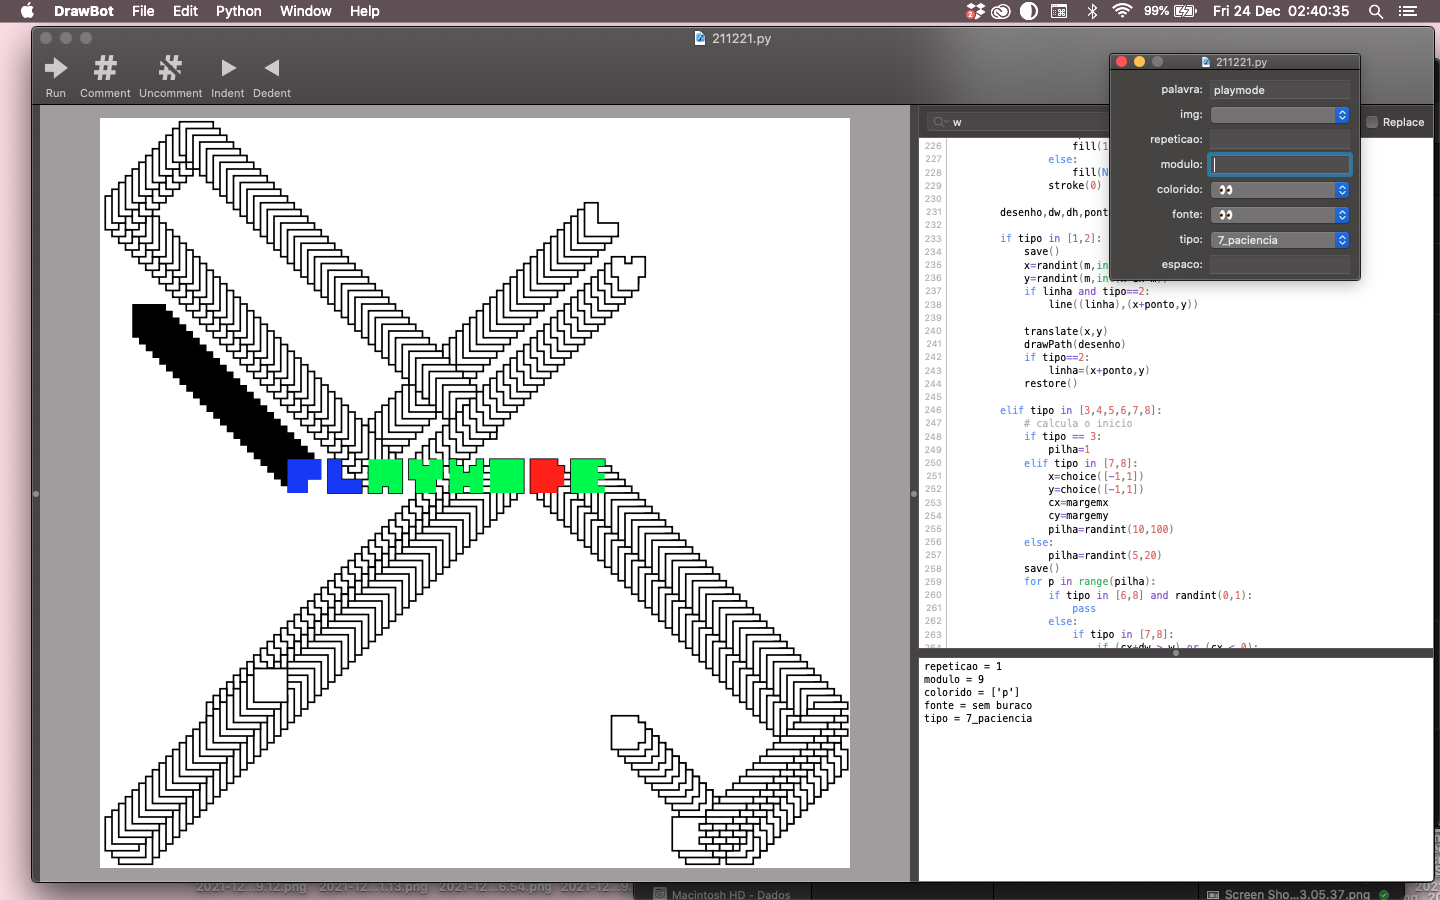 DrawBot File Edit Python Window Help
2
99% Fri 24 Dec 02:40:35
211221.py
Run Comment Uncomment Indent Dedent
211221.py
palavra: playmode
img:
repeticao:
modulo:
colorido: 👀
fonte: 👀
tipo: 7_paciencia
espaco:
w
Replace
226 fill(1
227 else:
228 fill(N
229 stroke(0)
230
231 desenho,dw,dh,pont
232
233 if tipo in [1,2]:
234 save()
235 x=randint(m,in
236 y=randint(m,in
237 if linha and tipo==2:
238 line((linha),(x+ponto,y))
239
240 translate(x,y)
241 drawPath(desenho)
242 if tipo==2:
243 linha=(x+ponto,y)
244 restore()
245
246 elif tipo in [3,4,5,6,7,8]:
247 # calcula o inicio
248 if tipo == 3:
249 pilha=1
250 elif tipo in [7,8]:
251 x=choice([-1,1])
252 y=choice([-1,1])
253 cx=margemx
254 cy=margemy
255 pilha=randint(10,100)
256 else:
257 pilha=randint(5,20)
258 save()
259 for p in range(pilha):
260 if tipo in [6,8] and randint(0,1):
261 pass
262 else:
263 if tipo in [7,8]:
264 if (cx+dw > w) or (cx < 0):
PLAYMODE
repeticao = 1
modulo = 9
colorido = ['p']
fonte = sem buraco
tipo = 7_paciencia
2021-12...9.12.png 2021-12...1.13.png 2021-12...6.54.png 2021-12...9.
Macintosh HD - Dados
Screen Sho...3.05.37.png